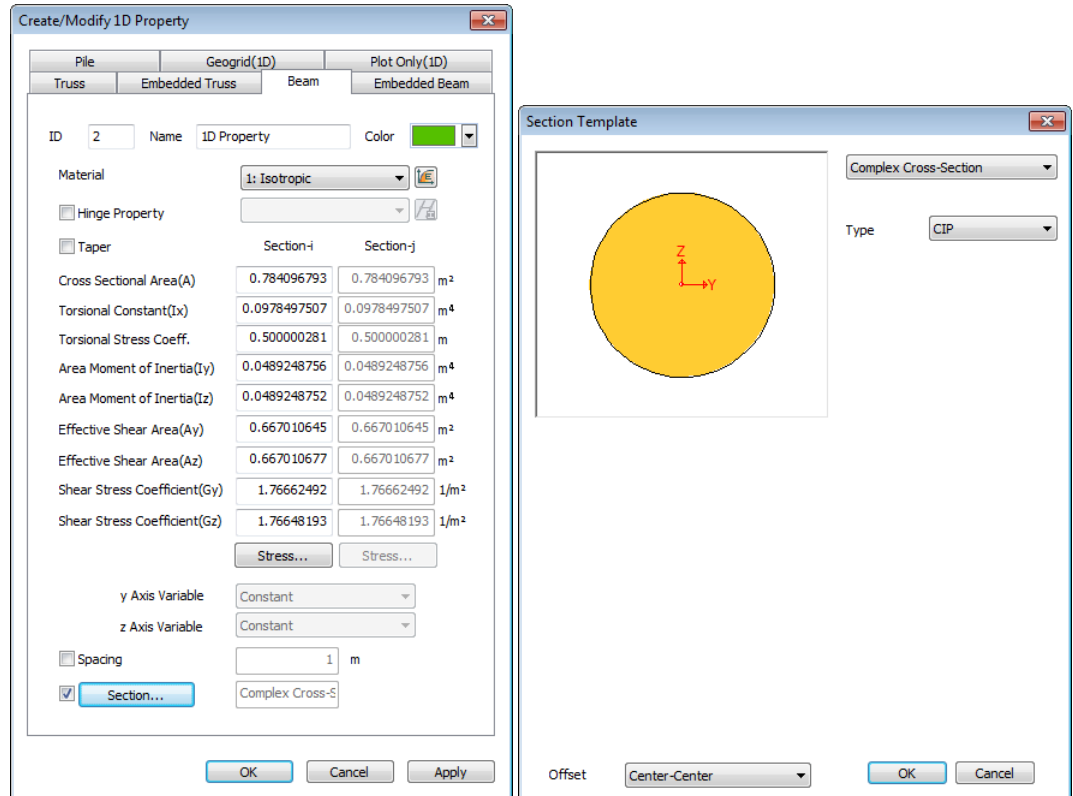 Create/Modify 1D Property
Pile Geogrid(1D) Plot Only(1D)
Truss Embedded Truss Beam Embedded Beam
ID 2 Name 1D Property Color
Material 1: Isotropic
Hinge Property
Taper Section-i Section-j
Cross Sectional Area(A) 0.784096793 0.784096793 m²
Torsional Constant(Ix) 0.0978497507 0.0978497507 m⁴
Torsional Stress Coeff. 0.500000281 0.500000281 m
Area Moment of Inertia(Iy) 0.0489248756 0.0489248756 m⁴
Area Moment of Inertia(Iz) 0.0489248752 0.0489248752 m⁴
Effective Shear Area(Ay) 0.667010645 0.667010645 m²
Effective Shear Area(Az) 0.667010677 0.667010677 m²
Shear Stress Coefficient(Gy) 1.76662492 1.76662492 1/m²
Shear Stress Coefficient(Gz) 1.76648193 1.76648193 1/m²
Stress... Stress...
y Axis Variable Constant
z Axis Variable Constant
Spacing 1 m
Section... Complex Cross-S
OK Cancel Apply
Section Template
Complex Cross-Section
Type CIP
Z
Y
Offset Center-Center
OK Cancel